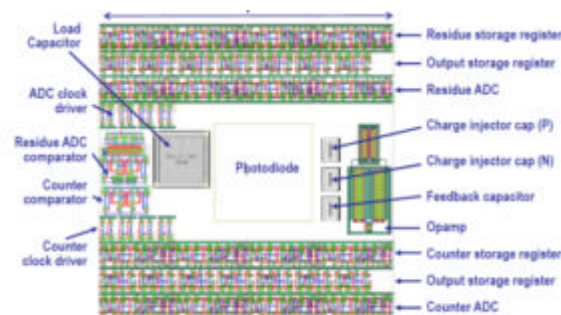 Load
Capacitor
ADC clock
driver
Residue ADC
comparator
Counter
comparator
Counter
clock driver
Photodiode
Residue storage register
Output storage register
Residue ADC
Charge injector cap (P)
Charge injector cap (N)
Feedback capacitor
Opamp
Counter storage register
Output storage register
Counter ADC